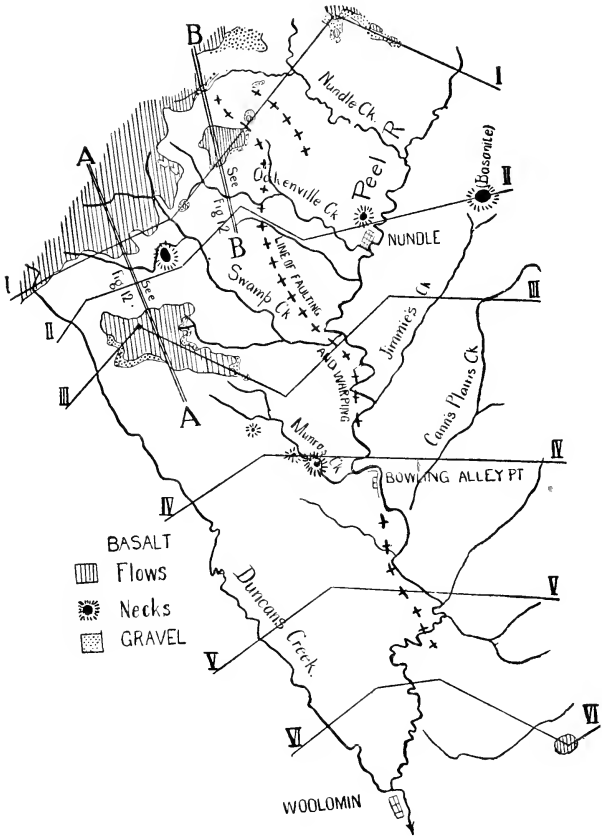 B
I
Nundle Ck.
R
Peel
(Basanite)
A
See
Fig 12.
Oakenville Ck
II
B
NUNDLE
LINE OF FAULTING
AND WARPING
I
See
Fig. 12.
Swamp Ck
Jimmie's Ck
III
II
Cann's Plains Ck
III
A
Munro's Ck
IV
BOWLING ALLEY PT
IV
BASALT
Flows
Necks
GRAVEL
Duncans Creek.
V
V
VI
VI
WOOLOMIN